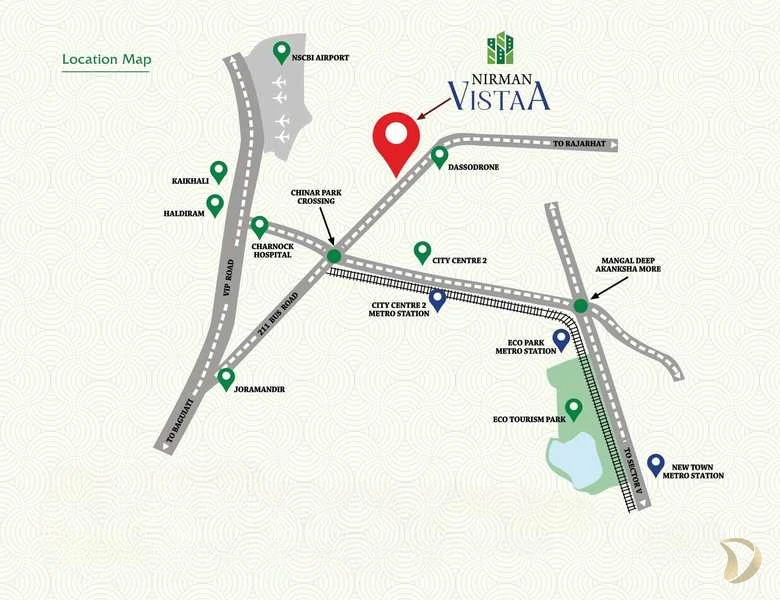 Location Map
NSCBI AIRPORT
NIRMAN
VISTAA
TO RAJARHAT
DASSODRONE
KAIKHALI
HALDIRAM
CHINAR PARK
CROSSING
CHARNOCK
HOSPITAL
CITY CENTRE 2
MANGAL DEEP
AKANKSHA MORE
VIP ROAD
211 BUS ROAD
CITY CENTRE 2
METRO STATION
ECO PARK
METRO STATION
JORAMANDIR
TO BAGUIATI
ECO TOURISM PARK
TO SECTOR V
NEW TOWN
METRO STATION